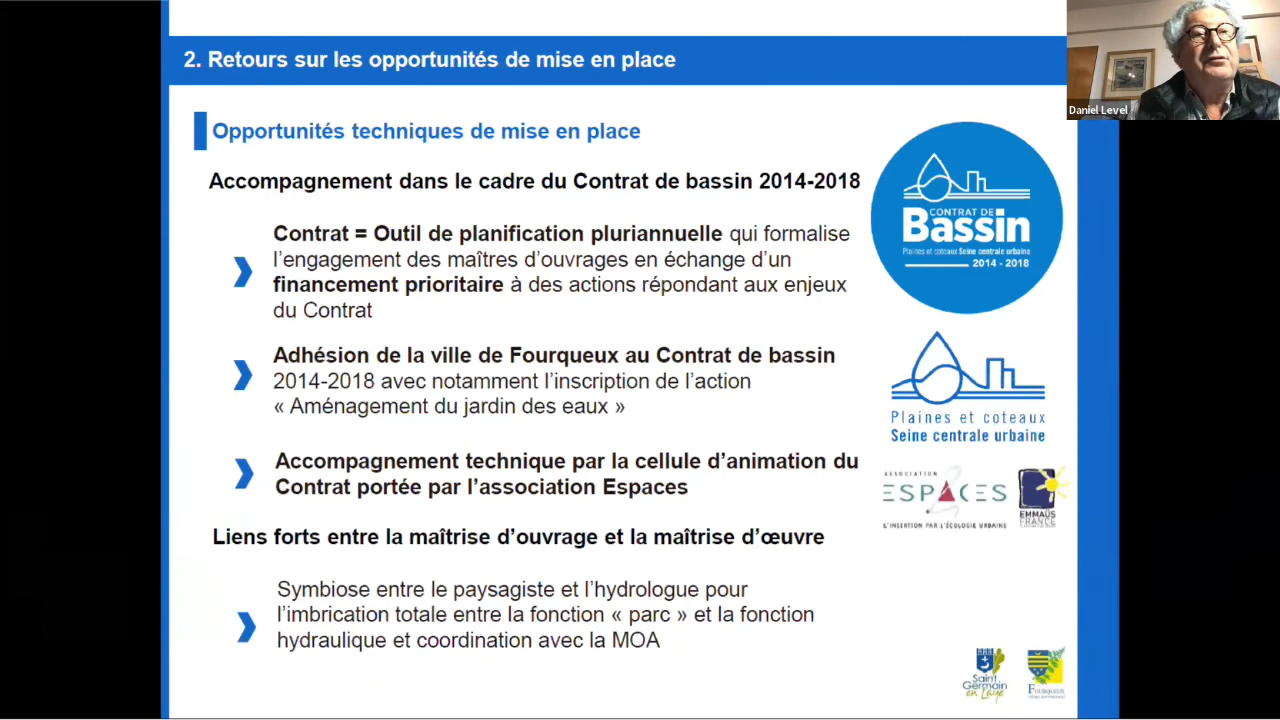 2. Retours sur les opportunités de mise en place
Daniel Level
Opportunités techniques de mise en place
Accompagnement dans le cadre du Contrat de bassin 2014-2018
Contrat = Outil de planification pluriannuelle qui formalise
l’engagement des maîtres d’ouvrages en échange d’un
financement prioritaire à des actions répondant aux enjeux
du Contrat
Adhésion de la ville de Fourqueux au Contrat de bassin
2014-2018 avec notamment l’inscription de l’action
« Aménagement du jardin des eaux »
Accompagnement technique par la cellule d’animation du
Contrat portée par l’association Espaces
Liens forts entre la maîtrise d’ouvrage et la maîtrise d’œuvre
Symbiose entre le paysagiste et l’hydrologue pour
l’imbrication totale entre la fonction « parc » et la fonction
hydraulique et coordination avec la MOA
CONTRAT DE
Bassin
Plaines et coteaux Seine centrale urbaine
2014 - 2018
Plaines et coteaux
Seine centrale urbaine
ASSOCIATION
ESPACES
L'INSERTION PAR L'ÉCOLOGIE URBAINE
EMMAÜS
FRANCE
Saint
Germain
en Laye
Fourqueux